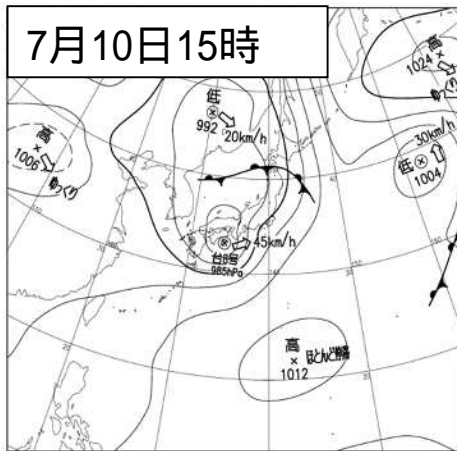 7月10日15時
高
1024
ゆっくり
低
992
20km/h
30km/h
低
1004
高
1006
ゆっくり
45km/h
台8号
985hPa
高
ほとんど停滞
1012